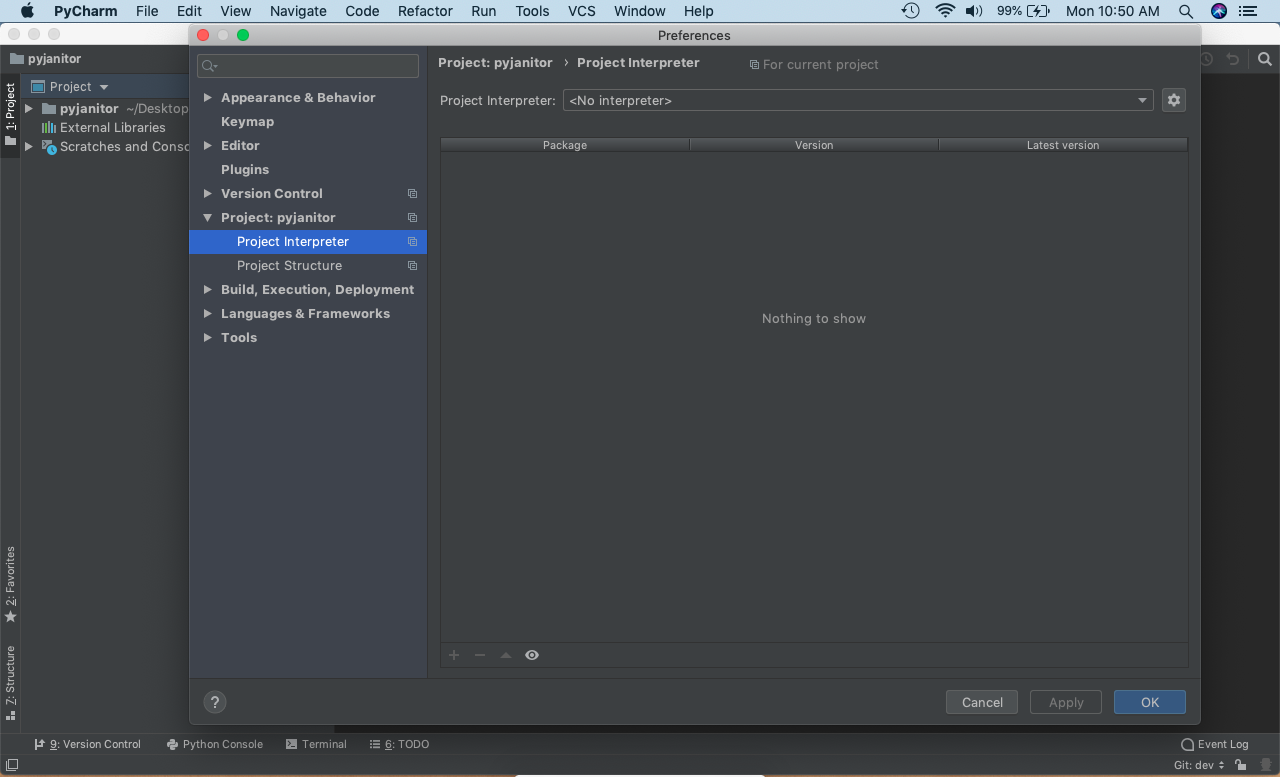 PyCharm File Edit View Navigate Code Refactor Run Tools VCS Window Help 99% Mon 10:50 AM
Preferences
pyjanitor
Project
1: Project
pyjanitor ~/Desktop
External Libraries
Scratches and Conso
2: Favorites
Z: Structure
Appearance & Behavior
Keymap
Editor
Plugins
Version Control
Project: pyjanitor
Project Interpreter
Project Structure
Build, Execution, Deployment
Languages & Frameworks
Tools
Project: pyjanitor › Project Interpreter For current project
Project Interpreter: <No interpreter>
Package Version Latest version
Nothing to show
? Cancel Apply OK
9: Version Control Python Console Terminal 6: TODO Event Log
Git: dev